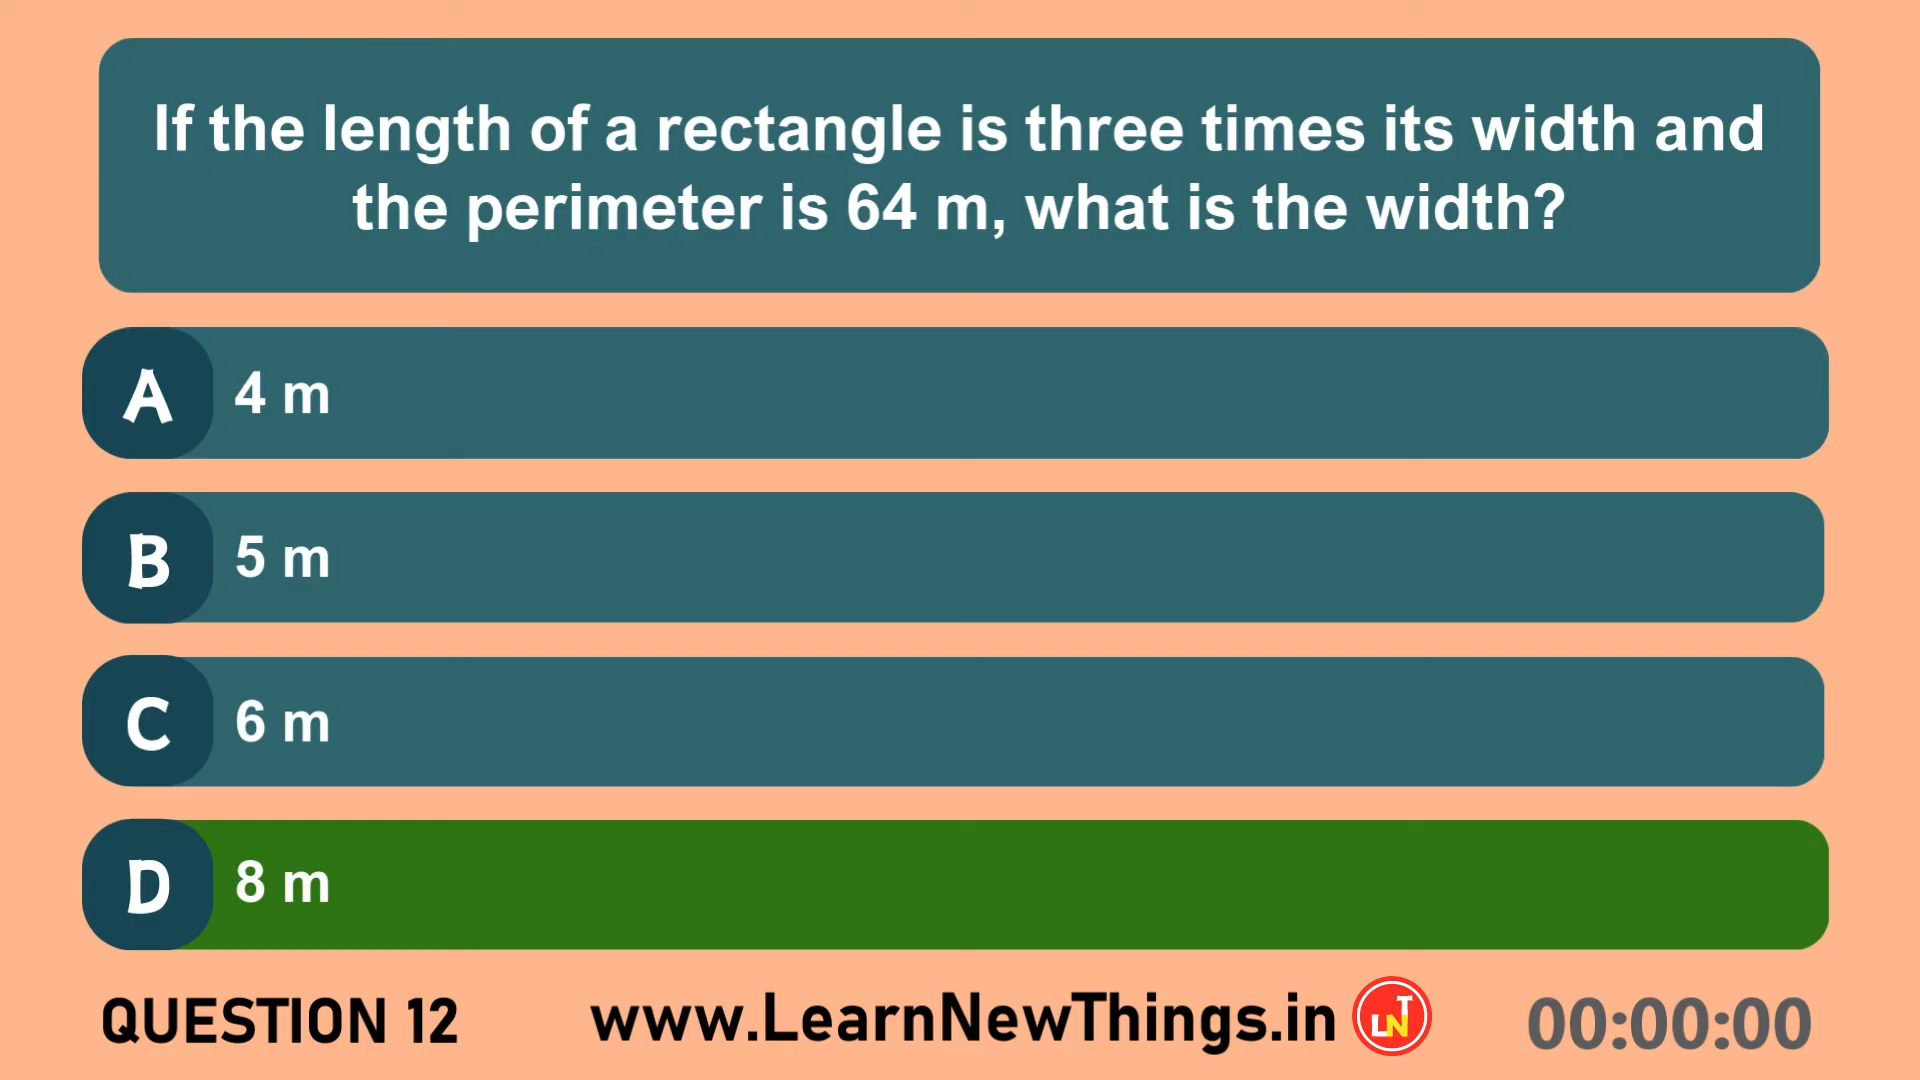 If the length of a rectangle is three times its width and
the perimeter is 64 m, what is the width?
A 4 m
B 5 m
C 6 m
D 8 m
QUESTION 12 www.LearnNewThings.in LNT 00:00:00